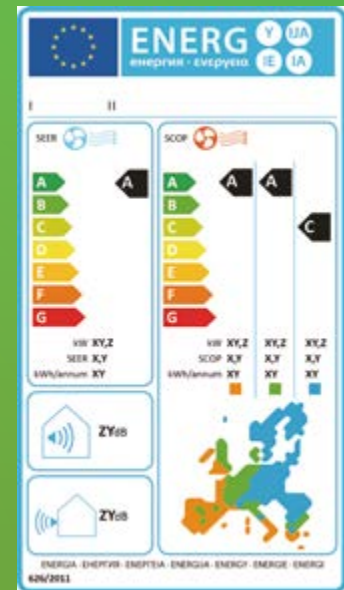 ENERG Y IJA
енергия · ενεργεια IE IA
I II
SEER
SCOP
A A
B
C
D
E
F
G
A A A
B
C C
D
E
F
G
kW XY,Z
SEER X,Y
kWh/annum XY
kW XY,Z XY,Z XY,Z
SCOP X,Y X,Y X,Y
kWh/annum XY XY XY
ZYdB
ZYdB
ENERGIA · ЕНЕРГИЯ · ΕΝΕΡΓΕΙΑ · ENERGIJA · ENERGY · ENERGIE · ENERGI
626/2011